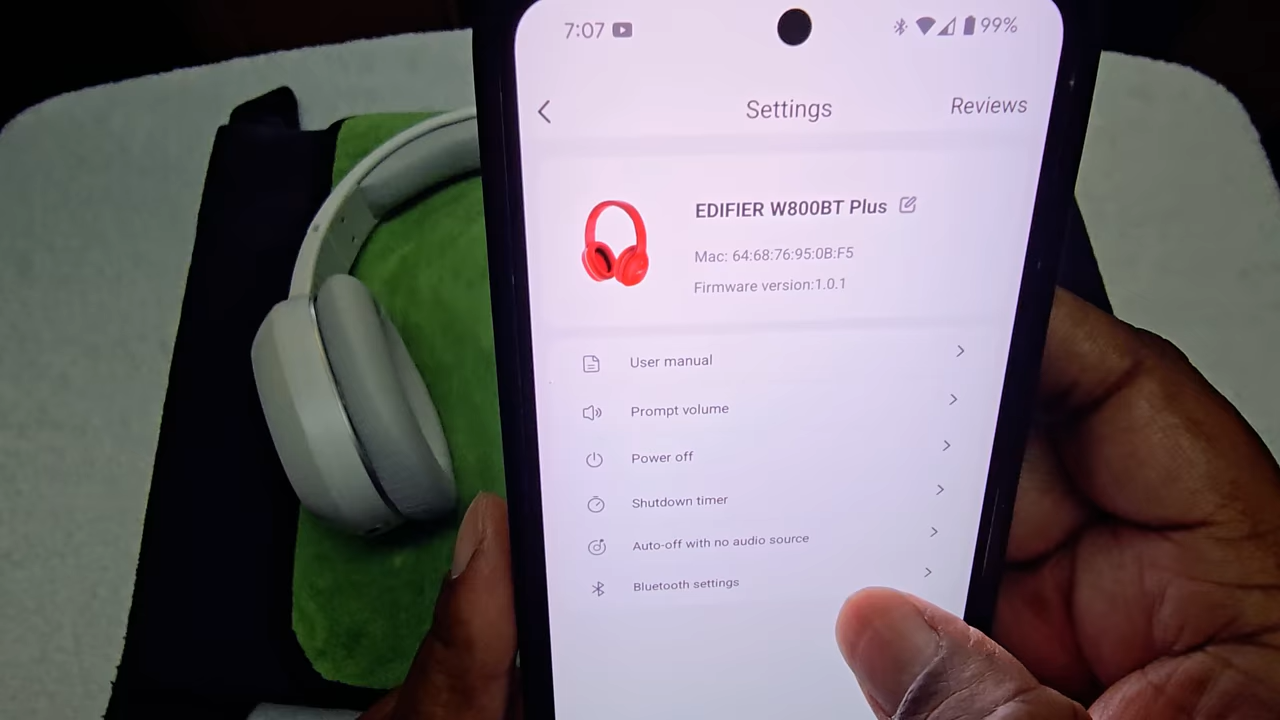 7:07 99%
Settings Reviews
EDIFIER W800BT Plus
Mac: 64:68:76:95:0B:F5
Firmware version:1.0.1
User manual
Prompt volume
Power off
Shutdown timer
Auto-off with no audio source
Bluetooth settings